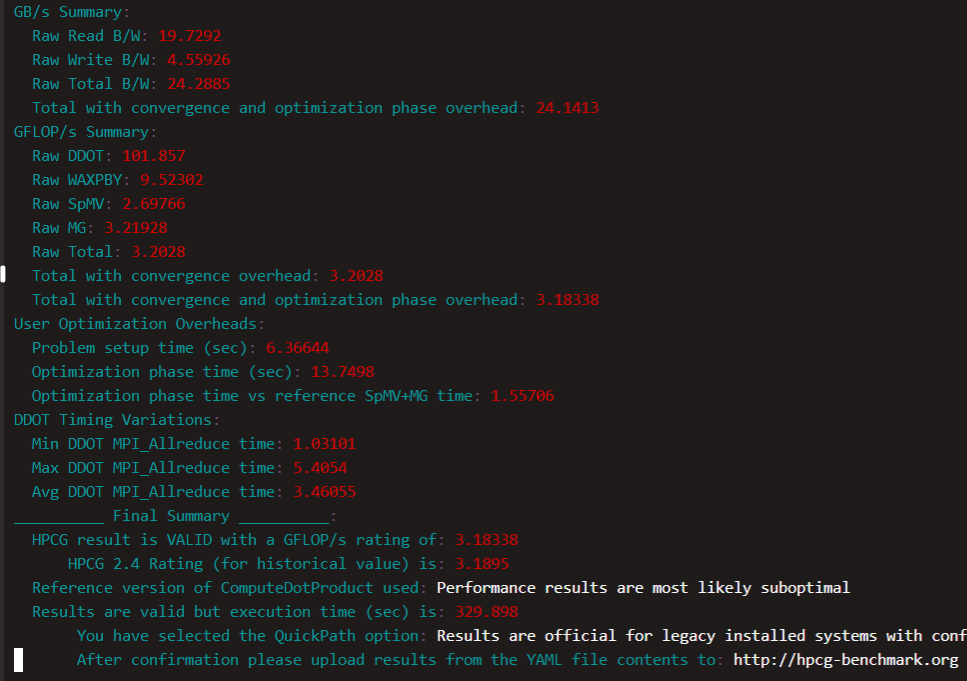 GB/s Summary:
Raw Read B/W: 19.7292
Raw Write B/W: 4.55926
Raw Total B/W: 24.2885
Total with convergence and optimization phase overhead: 24.1413
GFLOP/s Summary:
Raw DDOT: 101.857
Raw WAXPBY: 9.52302
Raw SpMV: 2.69766
Raw MG: 3.21928
Raw Total: 3.2028
Total with convergence overhead: 3.2028
Total with convergence and optimization phase overhead: 3.18338
User Optimization Overheads:
Problem setup time (sec): 6.36644
Optimization phase time (sec): 13.7498
Optimization phase time vs reference SpMV+MG time: 1.55706
DDOT Timing Variations:
Min DDOT MPI_Allreduce time: 1.03101
Max DDOT MPI_Allreduce time: 5.4054
Avg DDOT MPI_Allreduce time: 3.46055
__________ Final Summary __________:
HPCG result is VALID with a GFLOP/s rating of: 3.18338
HPCG 2.4 Rating (for historical value) is: 3.1895
Reference version of ComputeDotProduct used: Performance results are most likely suboptimal
Results are valid but execution time (sec) is: 329.898
You have selected the QuickPath option: Results are official for legacy installed systems with conf
After confirmation please upload results from the YAML file contents to: http://hpcg-benchmark.org